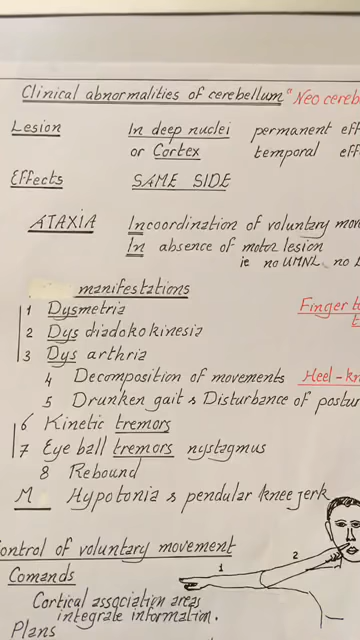 Clinical abnormalities of cerebellum "Neo cereb
Lesion In deep nuclei permanent eff
or Cortex temporal eff
Effects SAME SIDE
ATAXIA Incoordination of voluntary mov
In absence of motor lesion
ie no UMNL no L
manifestations
1 Dysmetria Finger to
2 Dys diadokokinesia t
3 Dys arthria
4 Decomposition of movements Heel-kn
5 Drunken gait & Disturbance of postur
6 Kinetic tremors
7 Eye ball tremors nystagmus
8 Rebound
M Hypotonia & pendular knee jerk
ontrol of voluntary movement
1 2
Comands
Cortical association areas
integrate information.
Plans